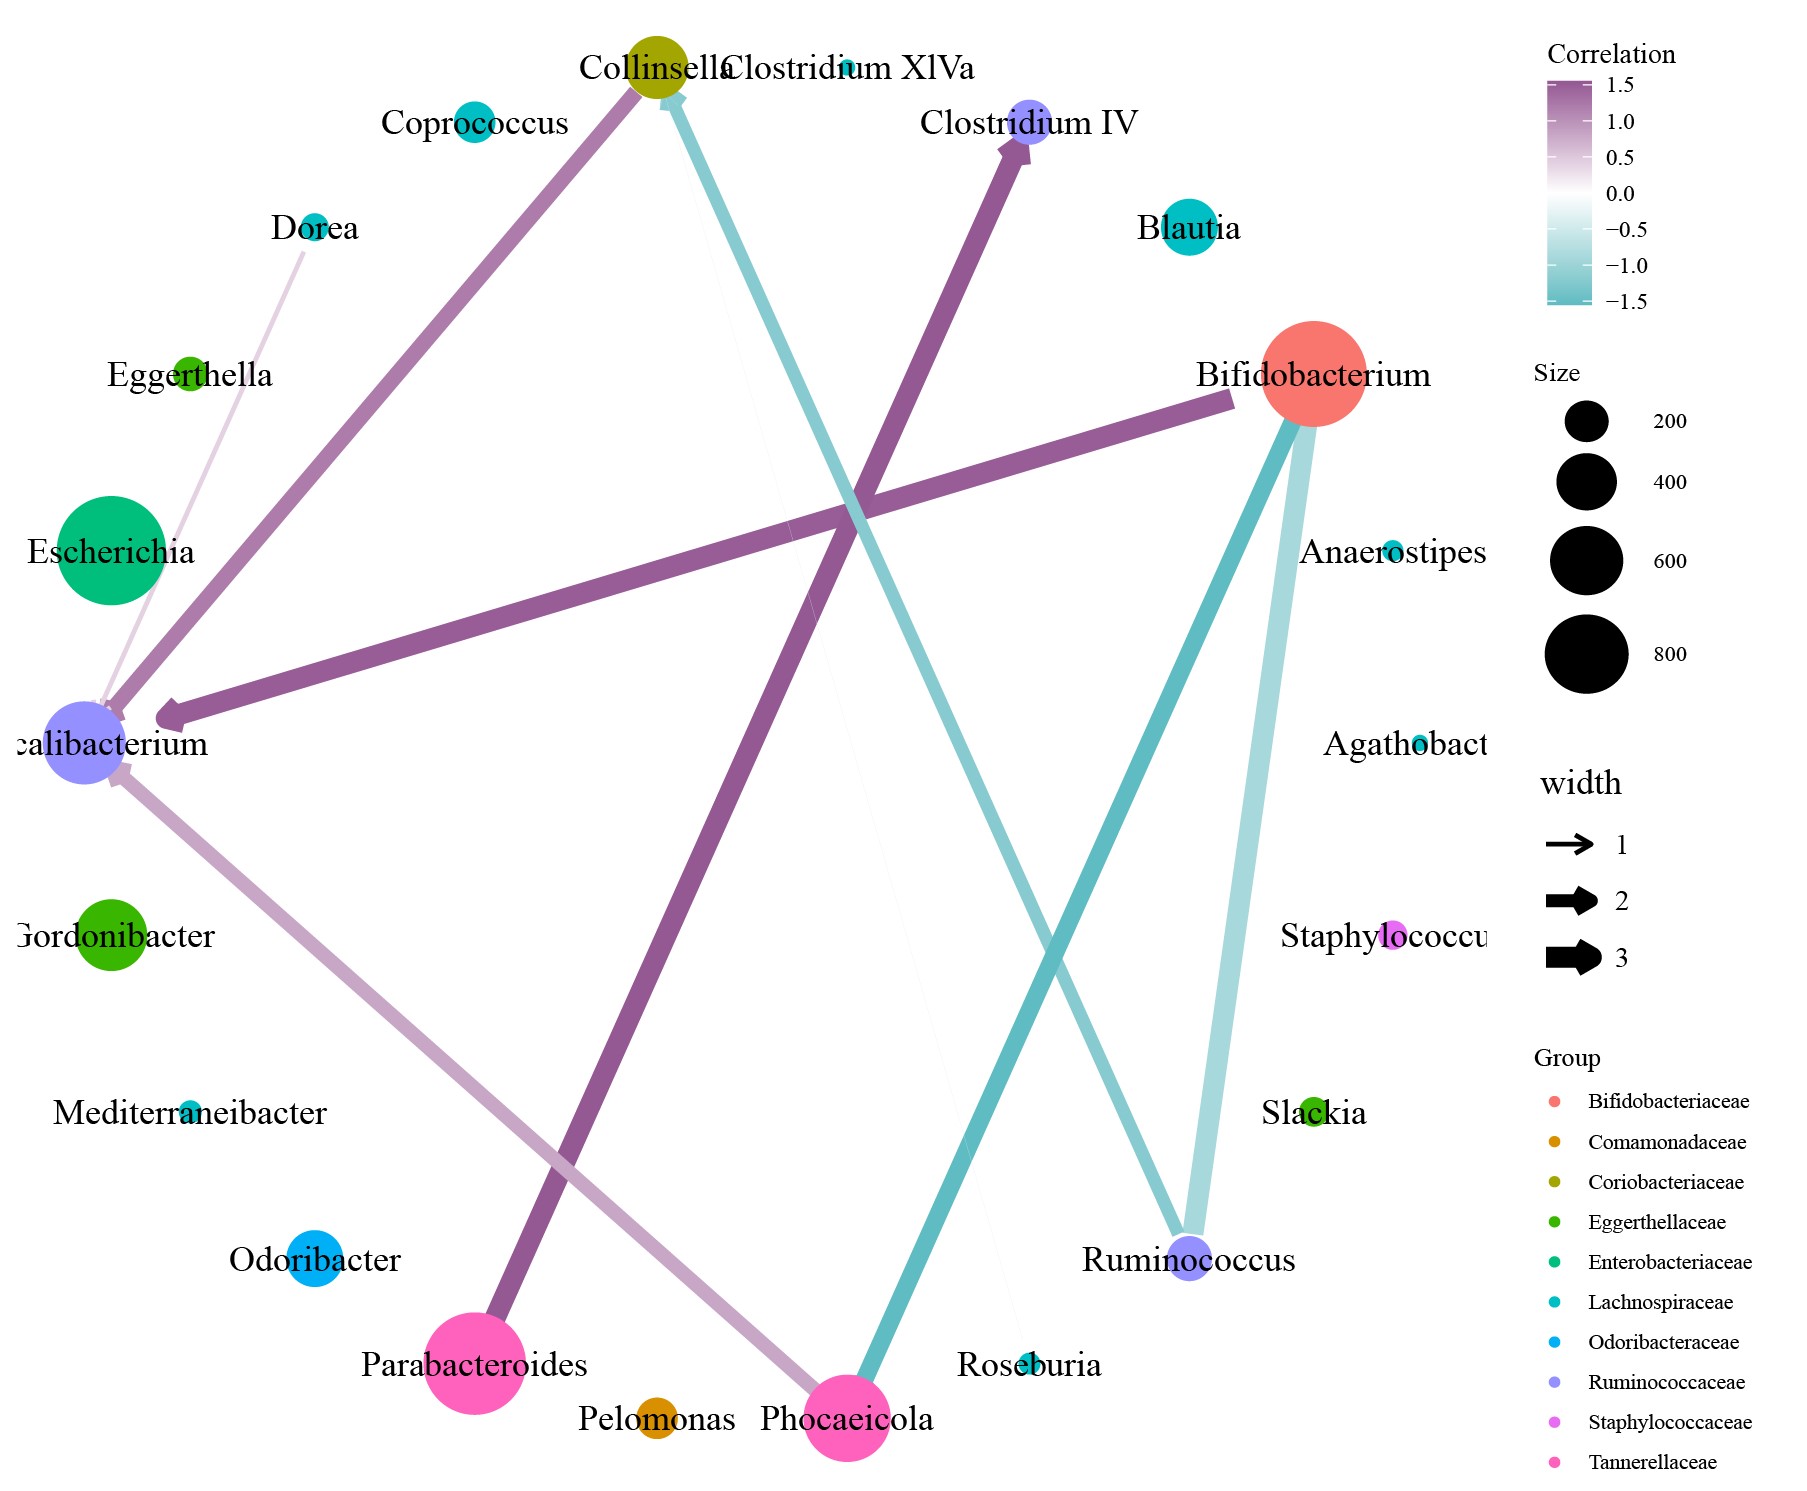 Collinsella
Clostridium XlVa
Coprococcus
Clostridium IV
Dorea
Blautia
Eggerthella
Bifidobacterium
Escherichia
Anaerostipes
calibacterium
Agathobact
Gordonibacter
Staphylococcu
Mediterraneibacter
Slackia
Odoribacter
Ruminococcus
Parabacteroides
Roseburia
Pelomonas
Phocaeicola
Correlation
1.5
1.0
0.5
0.0
−0.5
−1.0
−1.5
Size
200
400
600
800
width
1
2
3
Group
Bifidobacteriaceae
Comamonadaceae
Coriobacteriaceae
Eggerthellaceae
Enterobacteriaceae
Lachnospiraceae
Odoribacteraceae
Ruminococcaceae
Staphylococcaceae
Tannerellaceae